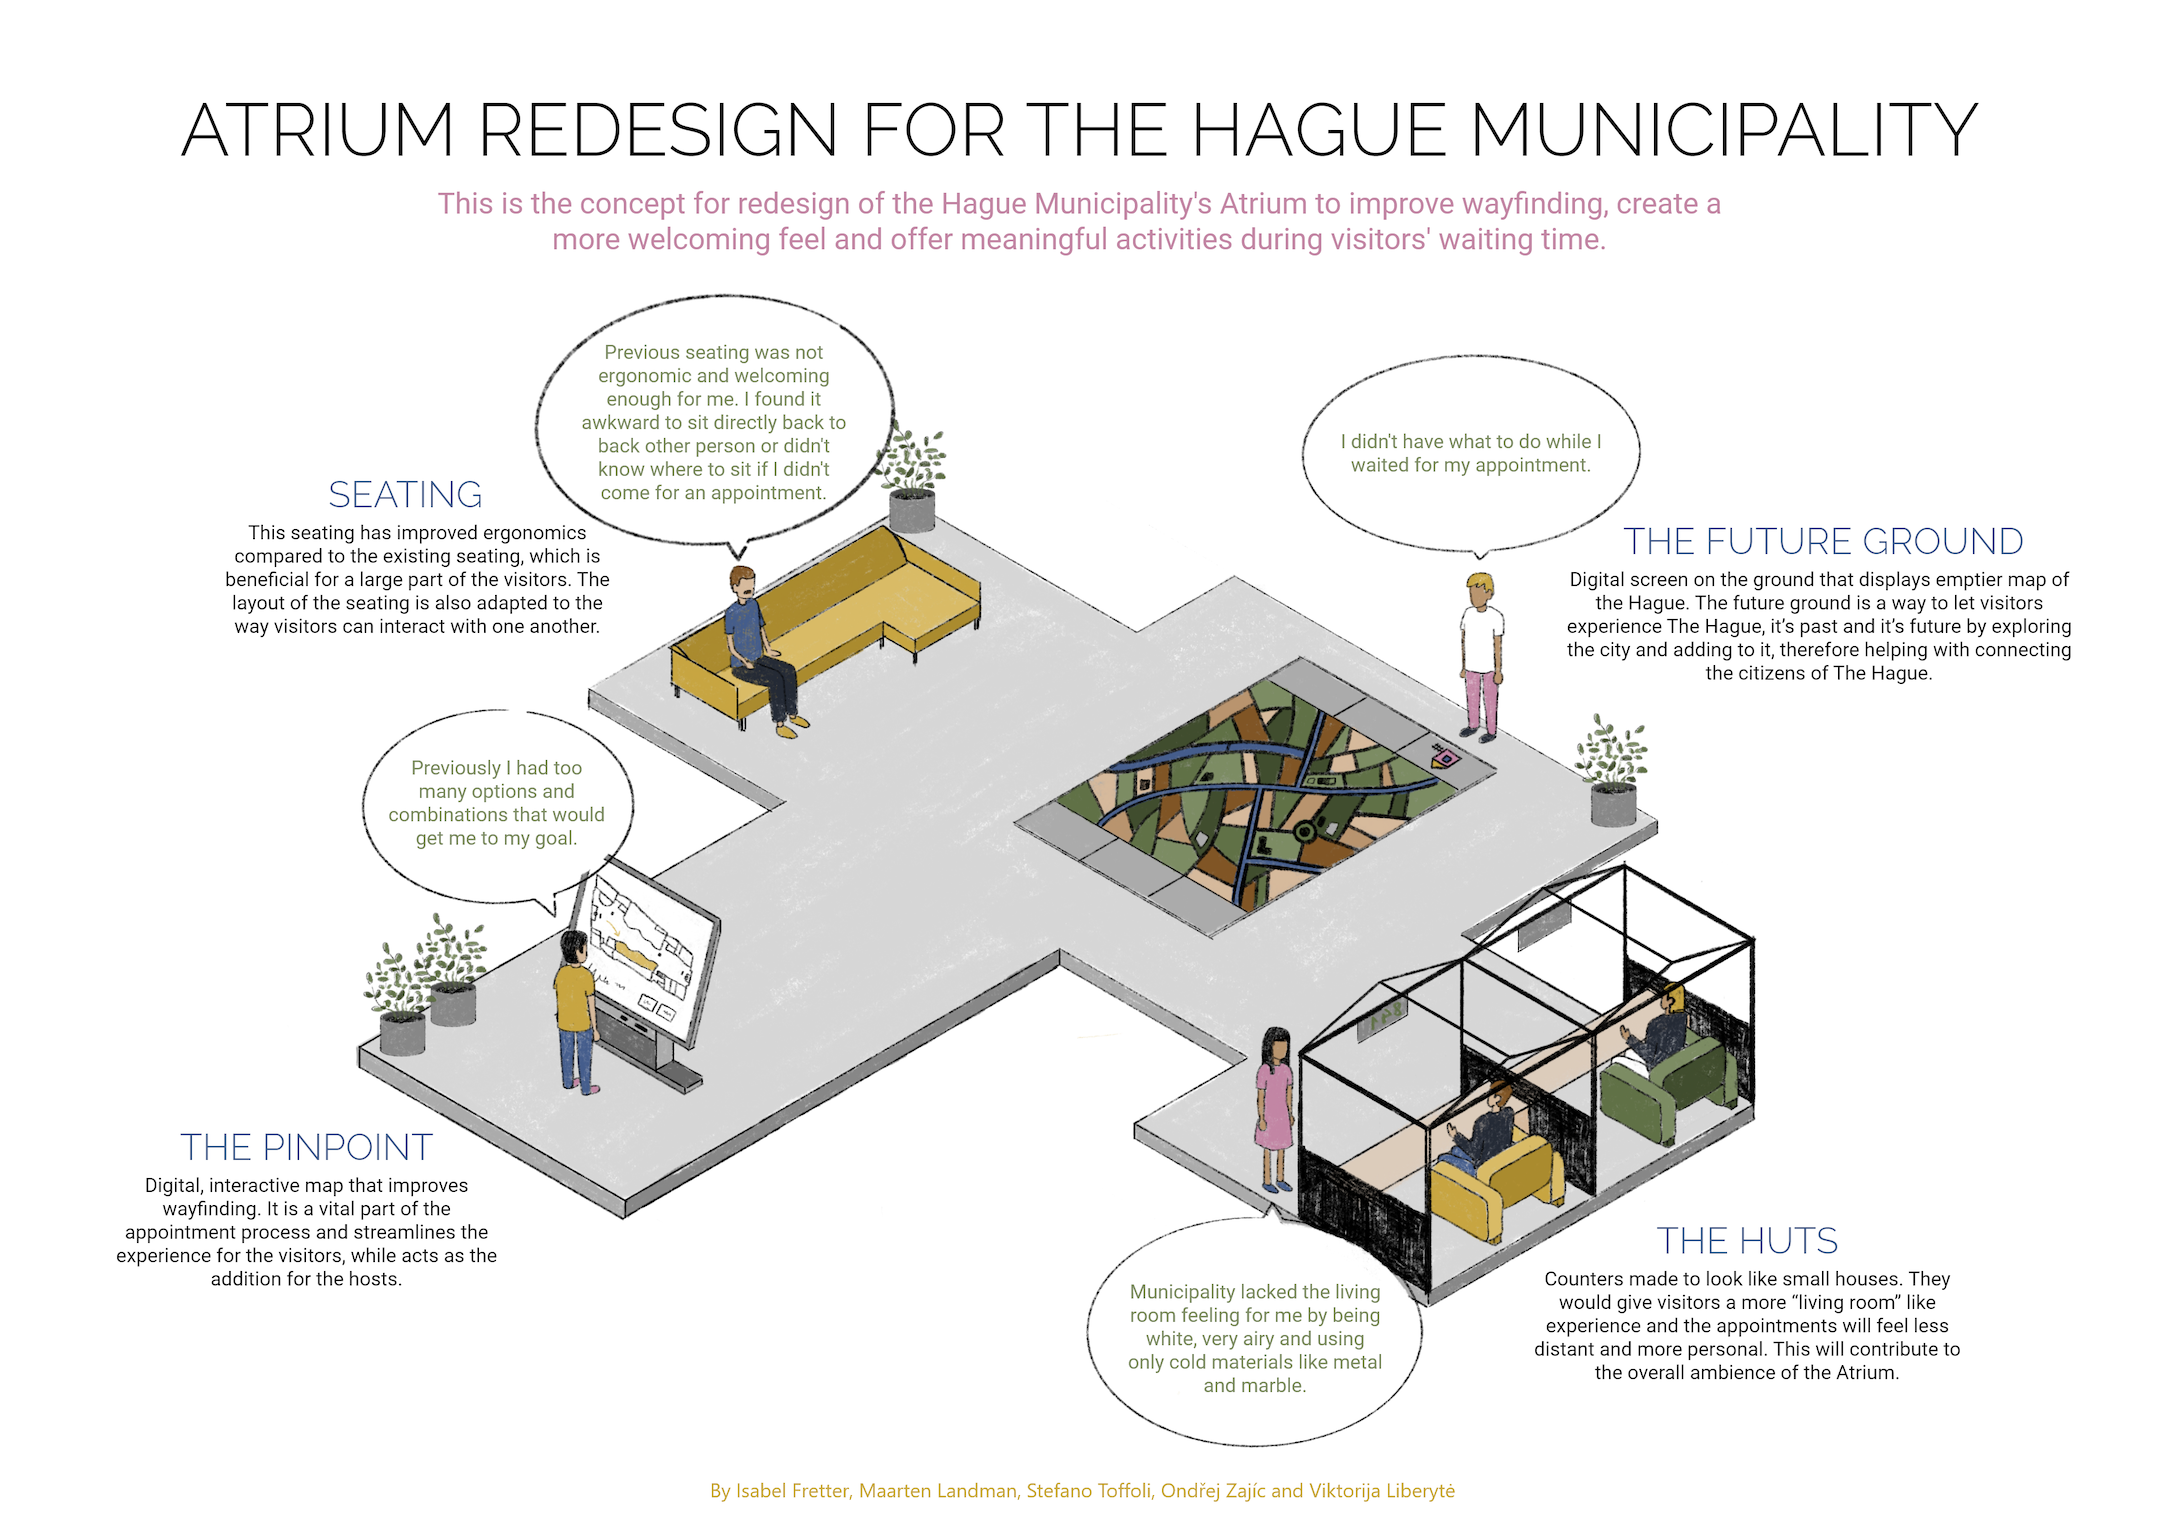 ATRIUM REDESIGN FOR THE HAGUE MUNICIPALITY
This is the concept for redesign of the Hague Municipality's Atrium to improve wayfinding, create a
more welcoming feel and offer meaningful activities during visitors' waiting time.
Previous seating was not
ergonomic and welcoming
enough for me. I found it
awkward to sit directly back to
back other person or didn't
know where to sit if I didn't
come for an appointment.
I didn't have what to do while I
waited for my appointment.
SEATING
This seating has improved ergonomics
compared to the existing seating, which is
beneficial for a large part of the visitors. The
layout of the seating is also adapted to the
way visitors can interact with one another.
THE FUTURE GROUND
Digital screen on the ground that displays emptier map of
the Hague. The future ground is a way to let visitors
experience The Hague, it's past and it's future by exploring
the city and adding to it, therefore helping with connecting
the citizens of The Hague.
Previously I had too
many options and
combinations that would
get me to my goal.
THE PINPOINT
Digital, interactive map that improves
wayfinding. It is a vital part of the
appointment process and streamlines the
experience for the visitors, while acts as the
addition for the hosts.
THE HUTS
Counters made to look like small houses. They
would give visitors a more “living room” like
experience and the appointments will feel less
distant and more personal. This will contribute to
the overall ambience of the Atrium.
Municipality lacked the living
room feeling for me by being
white, very airy and using
only cold materials like metal
and marble.
By Isabel Fretter, Maarten Landman, Stefano Toffoli, Ondřej Zajíc and Viktorija Liberytė